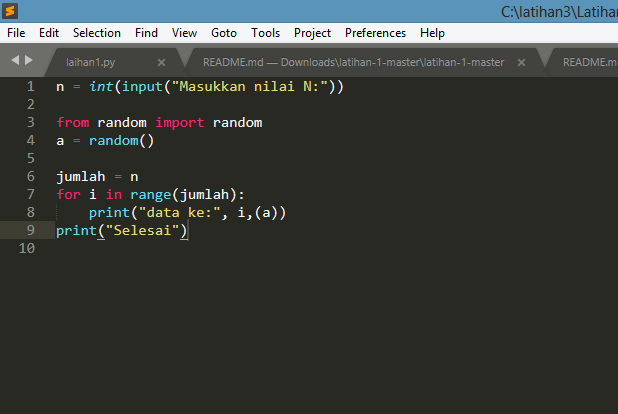 C:\latihan3\Latihan
File Edit Selection Find View Goto Tools Project Preferences Help
laihan1.py × README.md — Downloads\latihan-1-master\latihan-1-master × README.m
1 n = int(input("Masukkan nilai N:"))
2
3 from random import random
4 a = random()
5
6 jumlah = n
7 for i in range(jumlah):
8     print("data ke:", i,(a))
9 print("Selesai")
10